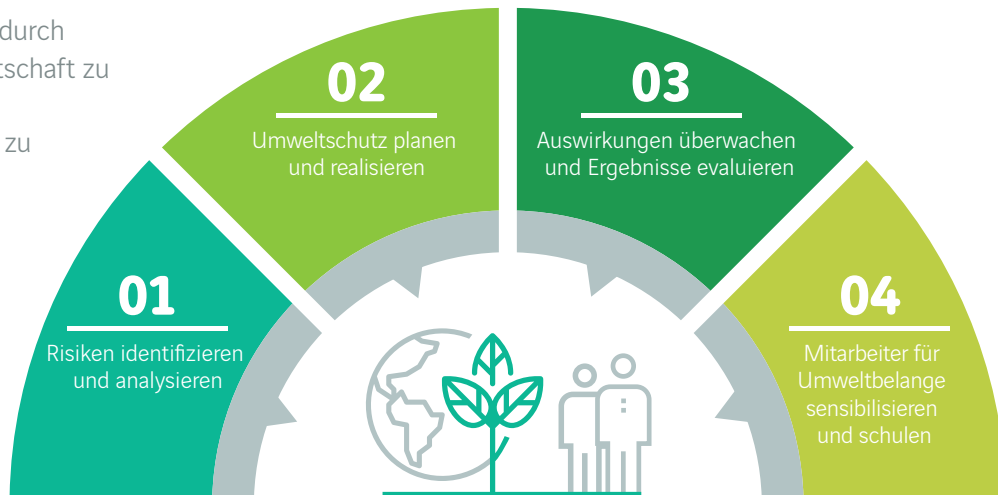 durch
tschaft zu
zu
01
Risiken identifizieren
und analysieren
02
Umweltschutz planen
und realisieren
03
Auswirkungen überwachen
und Ergebnisse evaluieren
04
Mitarbeiter für
Umweltbelange
sensibilisieren
und schulen